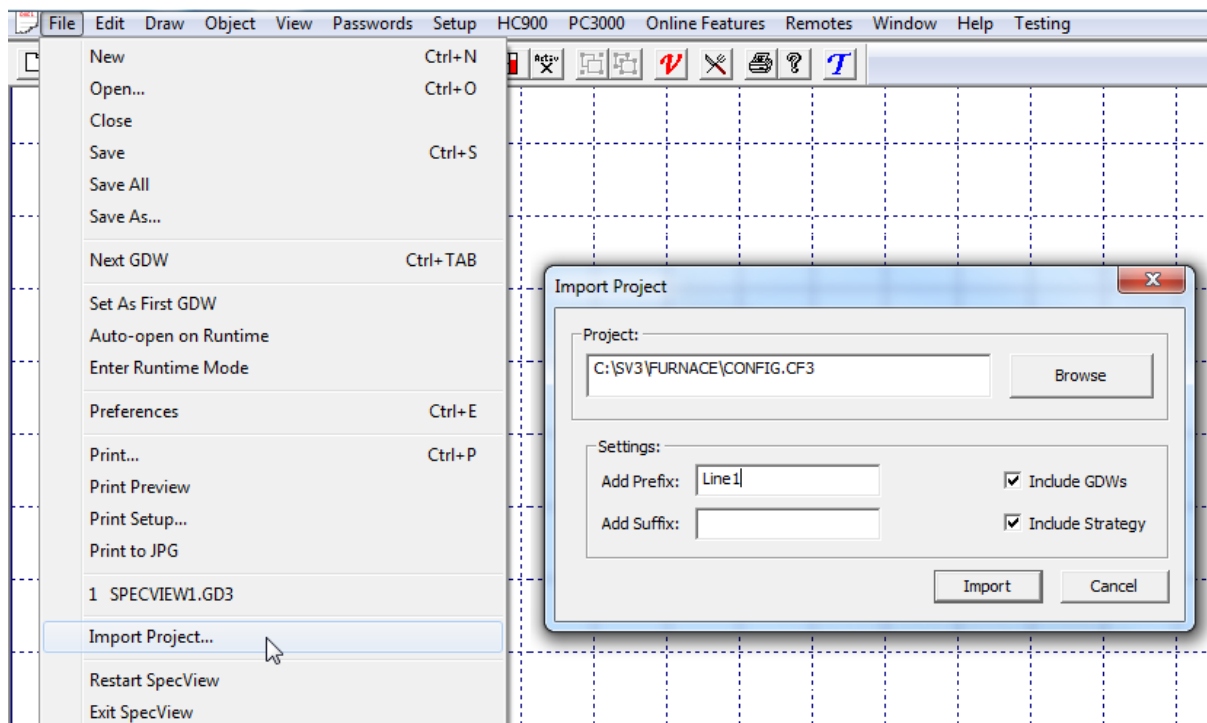 File Edit Draw Object View Passwords Setup HC900 PC3000 Online Features Remotes Window Help Testing
New Ctrl+N
Open... Ctrl+O
Close
Save Ctrl+S
Save All
Save As...
Next GDW Ctrl+TAB
Set As First GDW
Auto-open on Runtime
Enter Runtime Mode
Preferences Ctrl+E
Print... Ctrl+P
Print Preview
Print Setup...
Print to JPG
1 SPECVIEW1.GD3
Import Project...
Restart SpecView
Exit SpecView
Activ X
V
?
T
Import Project
Project:
C:\SV3\FURNACE\CONFIG.CF3
Browse
Settings:
Add Prefix: Line1
Include GDWs
Add Suffix:
Include Strategy
Import Cancel